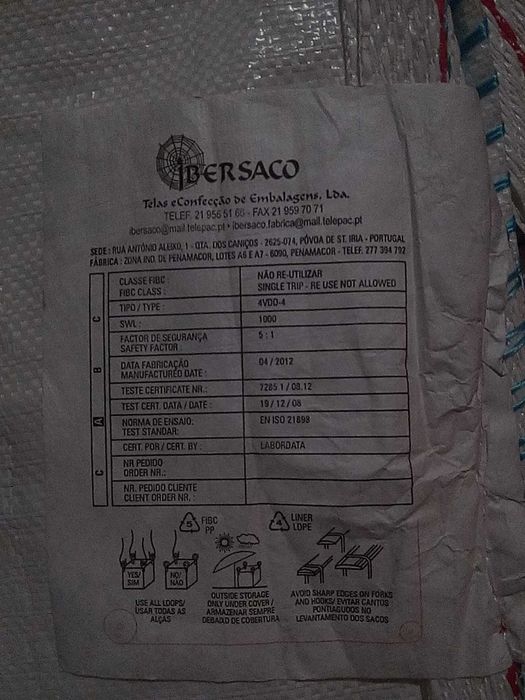 IBERSACO
Telas eConfecção de Embalagens, Lda.
TELEF. 21 956 51 66 - FAX 21 959 70 71
ibersaco@mail.telepac.pt • ibersaco.fabrica@mail.telepac.pt
SEDE: RUA ANTÓNIO ALEIXO, 1 - QTA. DOS CANIÇOS - 2625-074, PÓVOA DE ST. IRIA - PORTUGAL
FÁBRICA: ZONA IND. DE PENAMACOR, LOTES A6 E A7 - 6090, PENAMACOR - TELEF. 277 394 792
C
CLASSE FIBC :
FIBC CLASS :
NÃO RE-UTILIZAR
SINGLE TRIP - RE USE NOT ALLOWED
TIPO / TYPE :
4VDD-4
SWL :
1000
FACTOR DE SEGURANÇA
SAFETY FACTOR :
5 : 1
B
DATA FABRICAÇÃO
MANUFACTURED DATE :
04 / 2012
TESTE CERTIFICATE NR.:
7285 1 / 08.12
A
TEST CERT. DATA / DATE :
19 / 12 / 08
NORMA DE ENSAIO:
TEST STANDAR:
EN ISO 21898
CERT. POR / CERT. BY :
LABORDATA
C
NR PEDIDO
ORDER NR.:
NR. PEDIDO CLIENTE
CLIENT ORDER NR. :
5
FIBC
PP
4
LINER
LDPE
YES/
SIM
NO/
NÃO
USE ALL LOOPS/
USAR TODAS AS
ALÇAS
OUTSIDE STORAGE
ONLY UNDER COVER /
ARMAZENAR SEMPRE
DEBAIXO DE COBERTURA
AVOID SHARP EDGES ON FORKS
AND HOOKS/ EVITAR CANTOS
PONTIAGUDOS NO
LEVANTAMENTO DOS SACOS